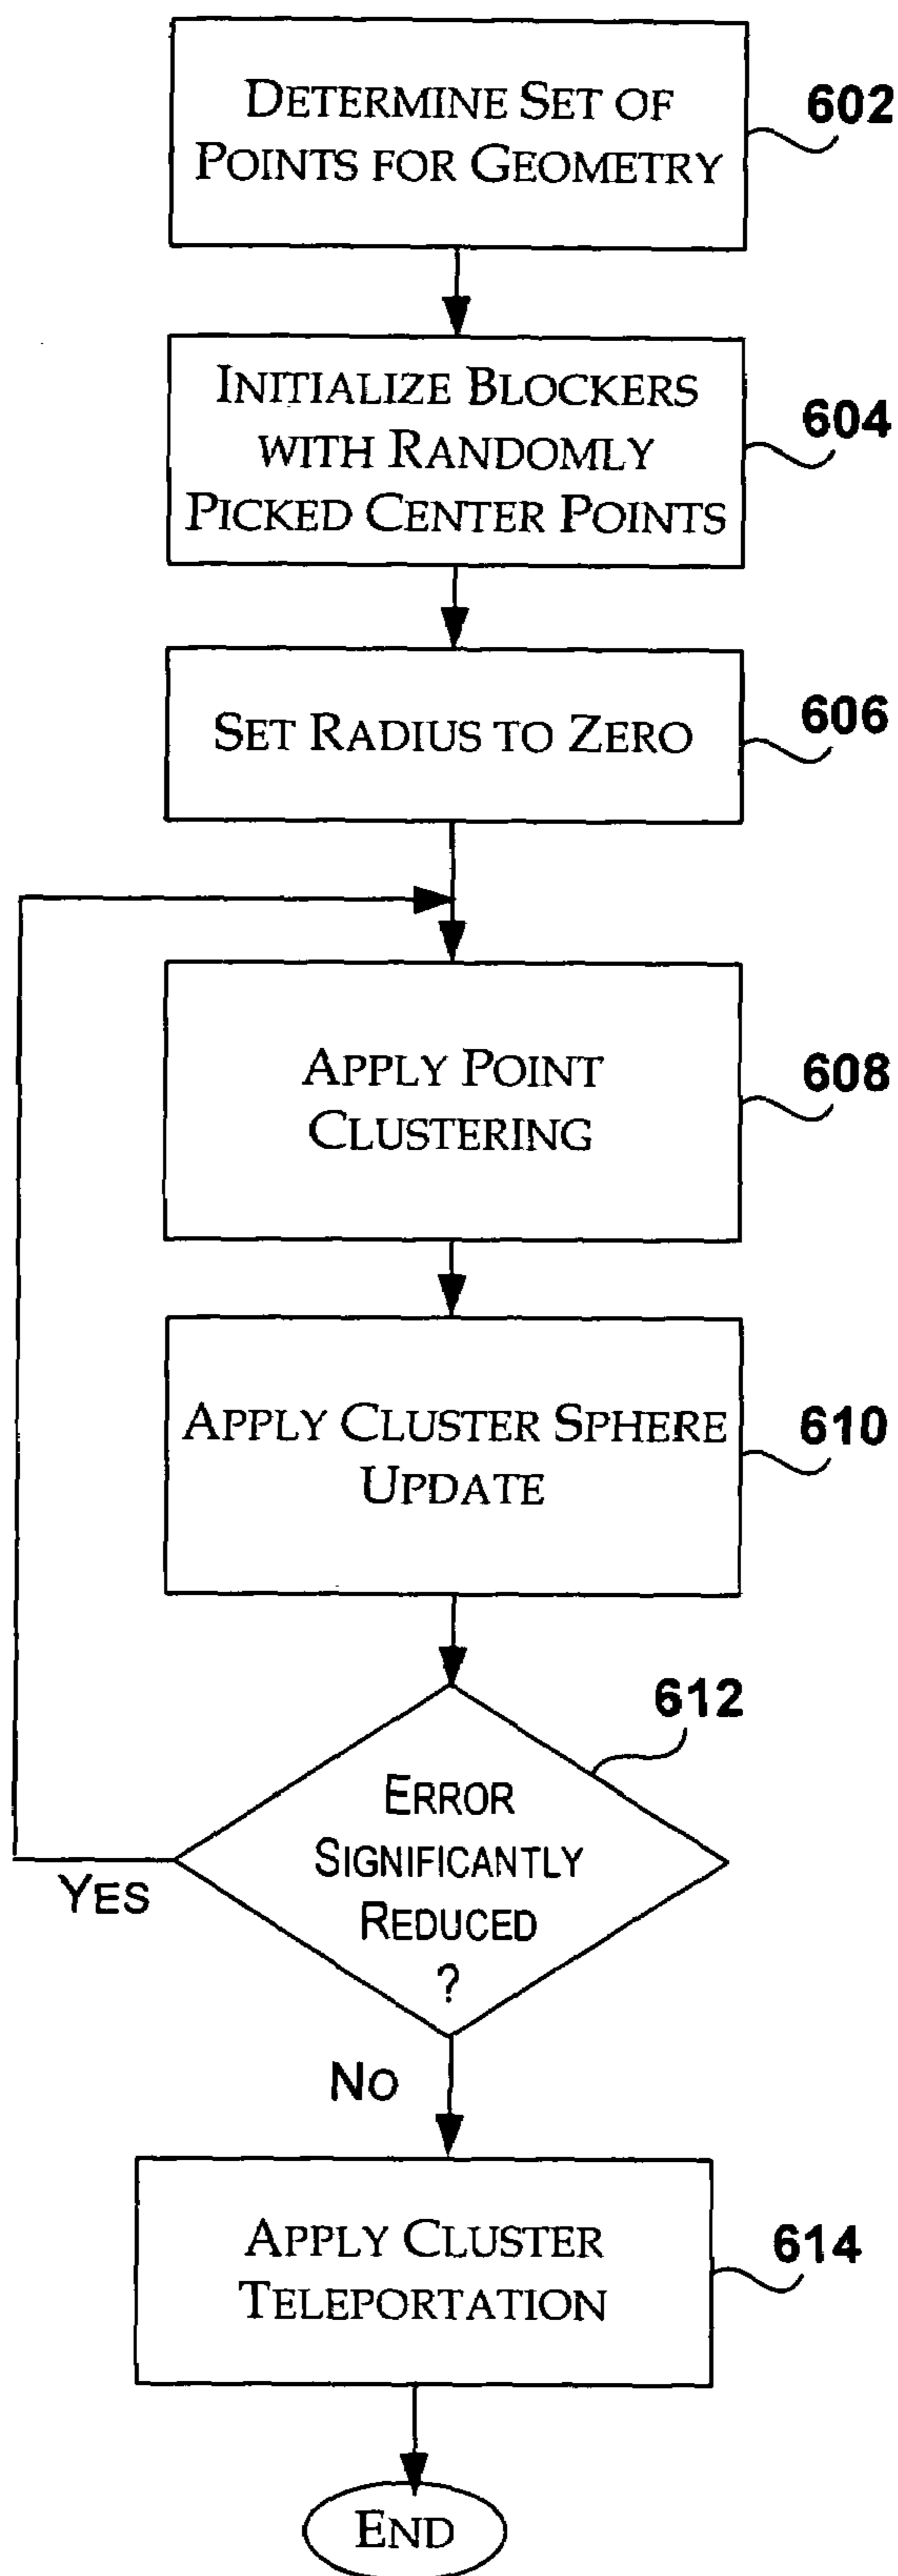 DETERMINE SET OF
POINTS FOR GEOMETRY
602
INITIALIZE BLOCKERS
WITH RANDOMLY
PICKED CENTER POINTS
604
SET RADIUS TO ZERO
606
APPLY POINT
CLUSTERING
608
APPLY CLUSTER SPHERE
UPDATE
610
612
ERROR
SIGNIFICANTLY
REDUCED
?
YES
NO
APPLY CLUSTER
TELEPORTATION
614
END